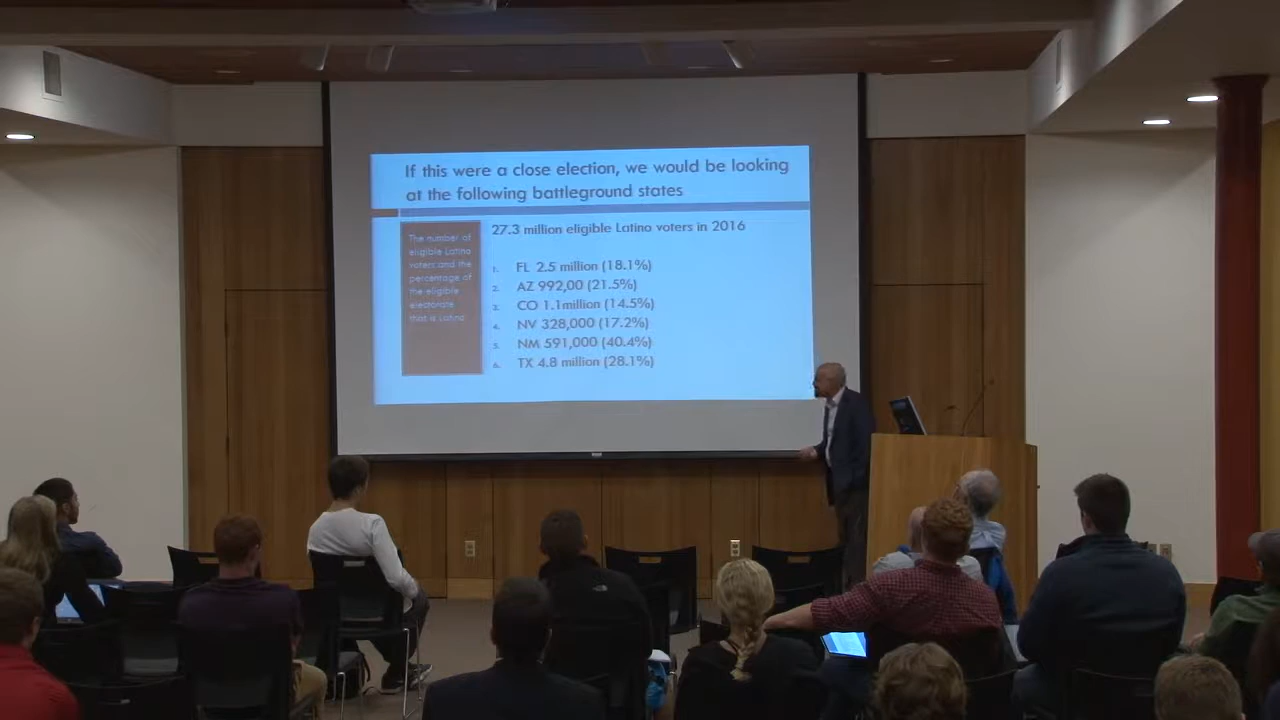 If this were a close election, we would be looking
at the following battleground states
The number of
eligible Latino
voters and the
percentage of
the eligible
electorate
that is Latino
27.3 million eligible Latino voters in 2016
1. FL 2.5 million (18.1%)
2. AZ 992,00 (21.5%)
3. CO 1.1million (14.5%)
4. NV 328,000 (17.2%)
5. NM 591,000 (40.4%)
6. TX 4.8 million (28.1%)